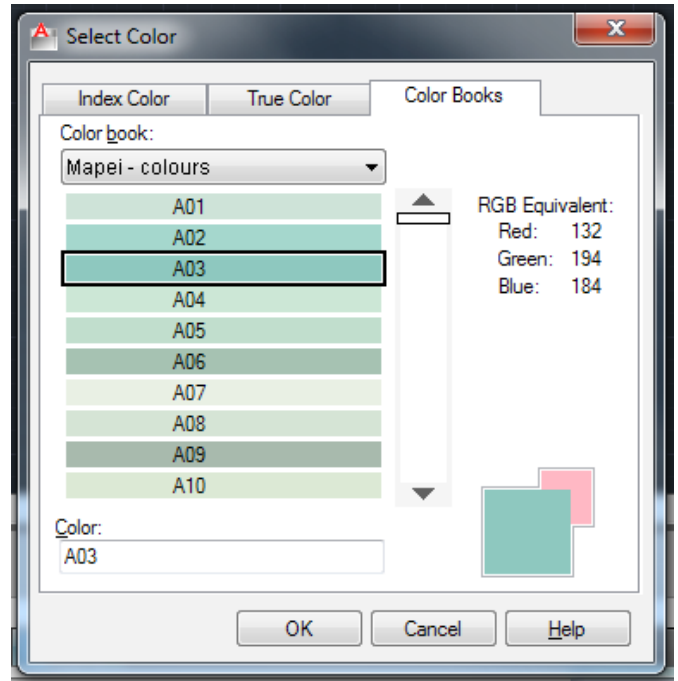 Select Color
Index Color
True Color
Color Books
Color book:
Mapei - colours
A01
A02
A03
A04
A05
A06
A07
A08
A09
A10
RGB Equivalent:
Red: 132
Green: 194
Blue: 184
Color:
A03
OK
Cancel
Help